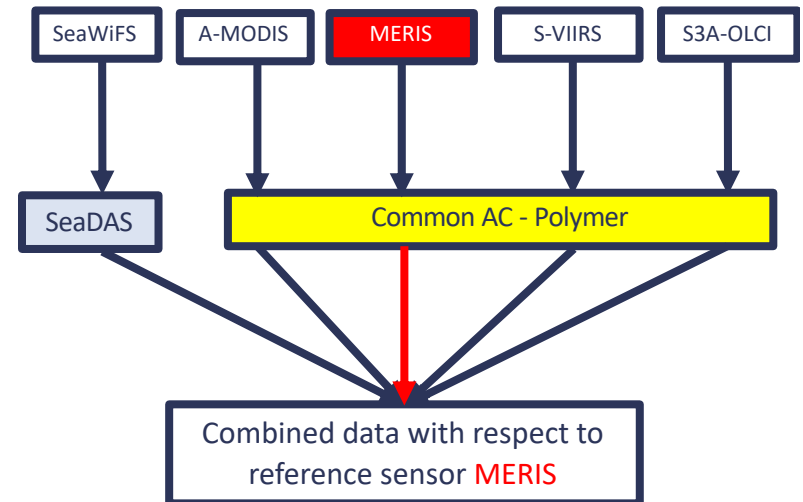 SeaWiFS
A-MODIS
MERIS
S-VIIRS
S3A-OLCI
SeaDAS
Common AC - Polymer
Combined data with respect to
reference sensor MERIS